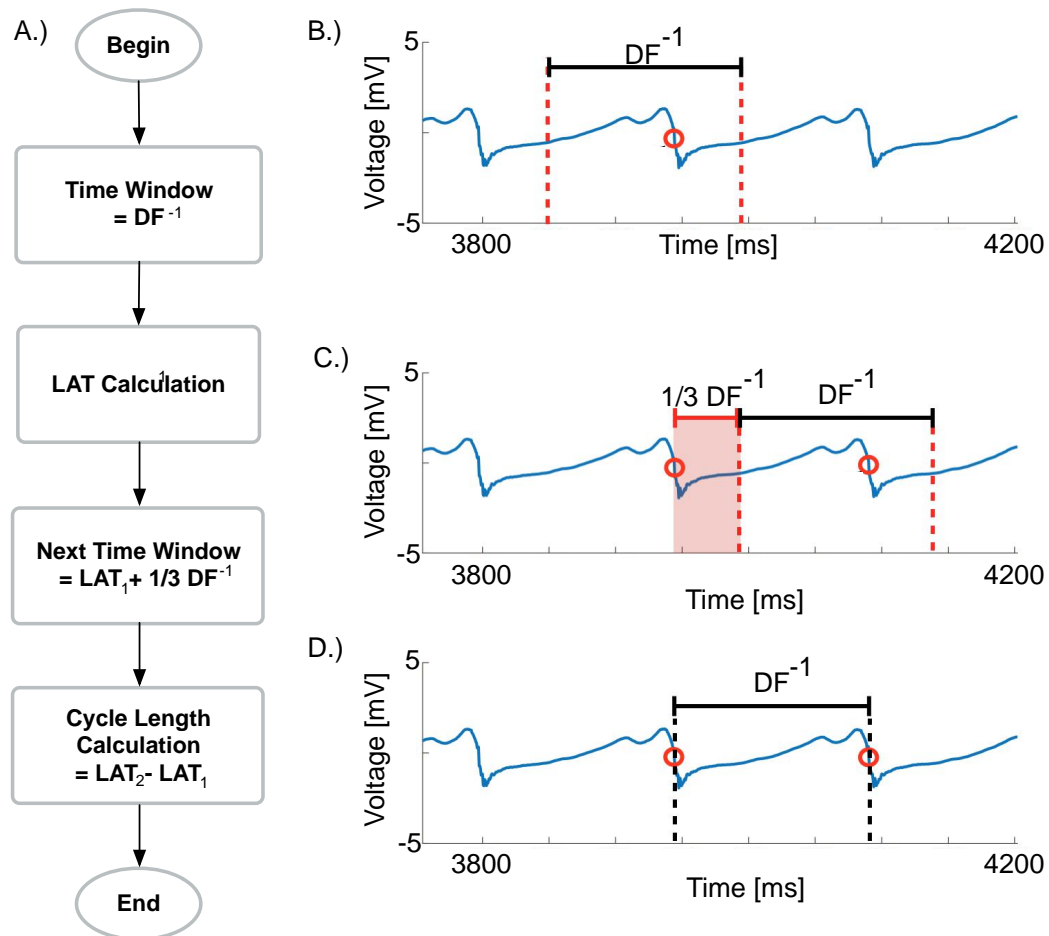 A.)
Begin
Time Window
= DF⁻¹
LAT Calculation¹
Next Time Window
= LAT₁ + 1/3 DF⁻¹
Cycle Length
Calculation
= LAT₂ - LAT₁
End
B.)
5
DF⁻¹
Voltage [mV]
-5
3800
Time [ms]
4200
C.)
5
1/3 DF⁻¹
DF⁻¹
Voltage [mV]
-5
3800
Time [ms]
4200
D.)
5
DF⁻¹
Voltage [mV]
-5
3800
Time [ms]
4200